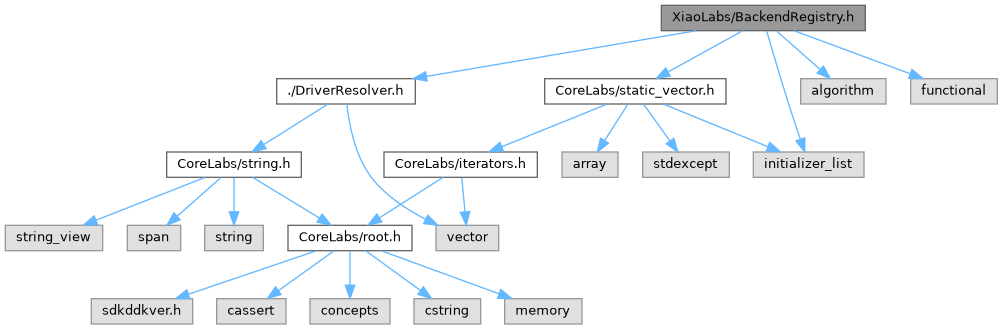 XiaoLabs/BackendRegistry.h
./DriverResolver.h
CoreLabs/static_vector.h
algorithm
functional
CoreLabs/string.h
CoreLabs/iterators.h
array
stdexcept
initializer_list
string_view
span
string
CoreLabs/root.h
vector
sdkddkver.h
cassert
concepts
cstring
memory